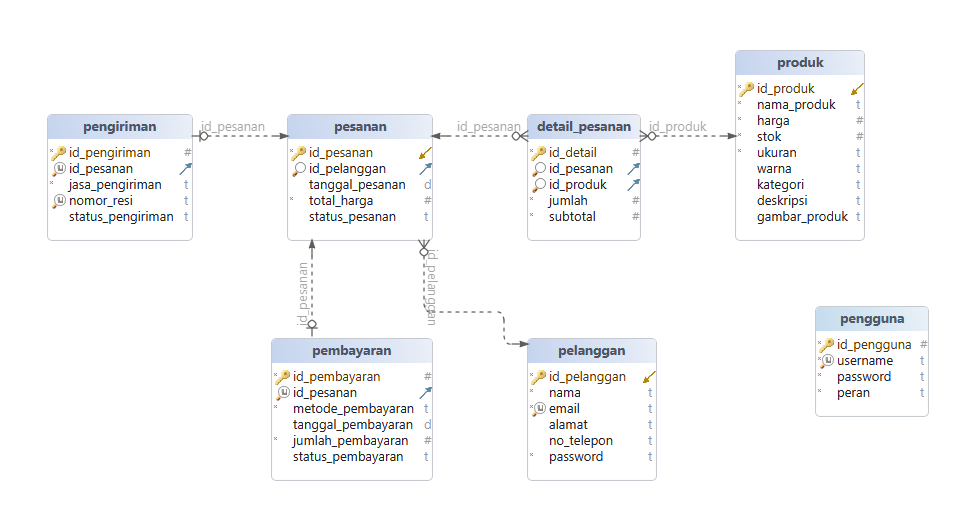 produk
id_produk
nama_produk t
harga #
stok #
ukuran t
warna t
kategori t
deskripsi t
gambar_produk t
pengiriman
id_pengiriman #
id_pesanan
jasa_pengiriman t
nomor_resi t
status_pengiriman t
id_pesanan
pesanan
id_pesanan
id_pelanggan
tanggal_pesanan d
total_harga #
status_pesanan t
id_pesanan
detail_pesanan
id_detail #
id_pesanan
id_produk
jumlah #
subtotal #
id_produk
id_pesanan
id_pelanggan
pembayaran
id_pembayaran #
id_pesanan
metode_pembayaran t
tanggal_pembayaran d
jumlah_pembayaran #
status_pembayaran t
pelanggan
id_pelanggan
nama t
email t
alamat t
no_telepon t
password t
pengguna
id_pengguna #
username t
password t
peran t